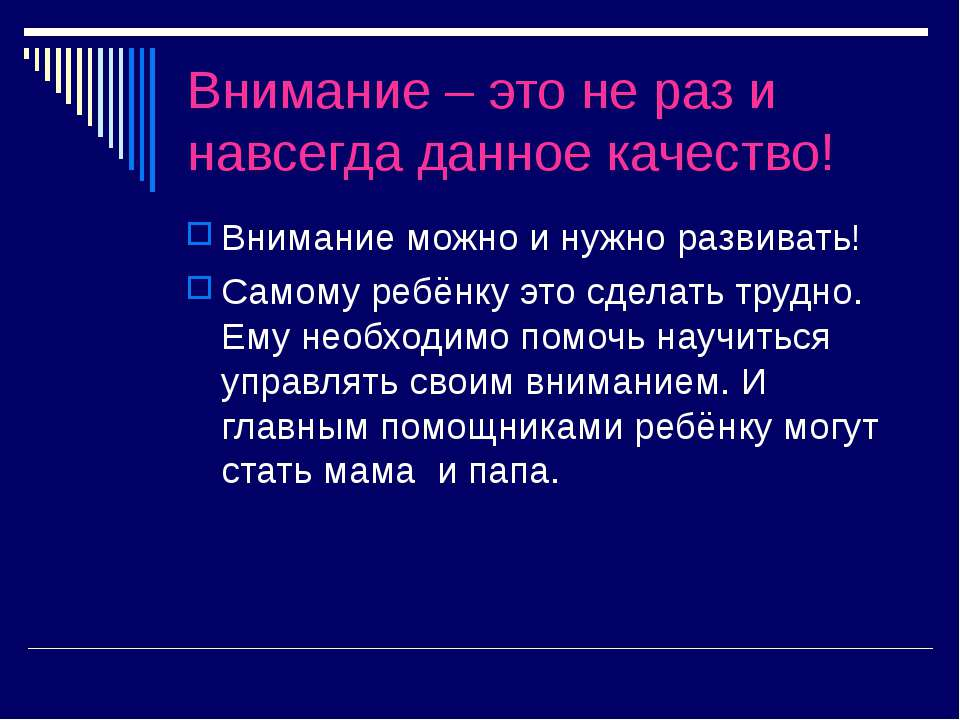 Внимание – это не раз и
навсегда данное качество!
Внимание можно и нужно развивать!
Самому ребёнку это сделать трудно.
Ему необходимо помочь научиться
управлять своим вниманием. И
главным помощниками ребёнку могут
стать мама  и папа.